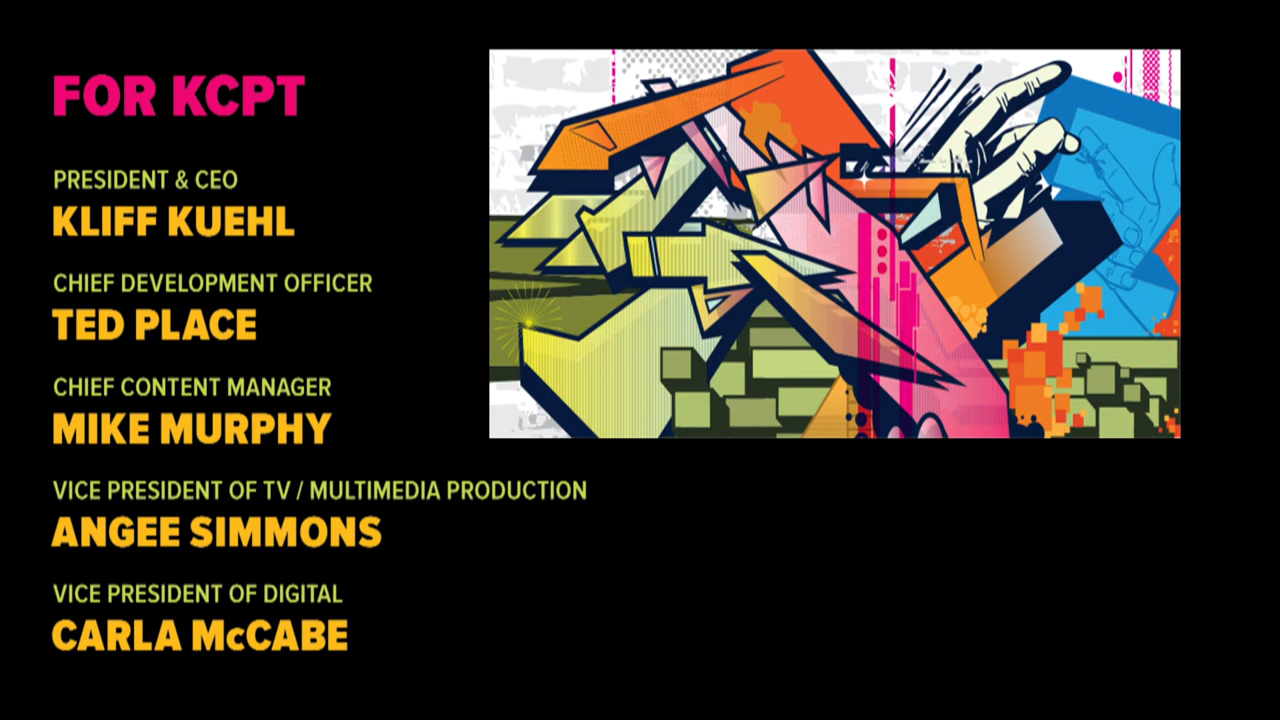 FOR KCPT
PRESIDENT & CEO
KLIFF KUEHL
CHIEF DEVELOPMENT OFFICER
TED PLACE
CHIEF CONTENT MANAGER
MIKE MURPHY
VICE PRESIDENT OF TV / MULTIMEDIA PRODUCTION
ANGEE SIMMONS
VICE PRESIDENT OF DIGITAL
CARLA McCABE